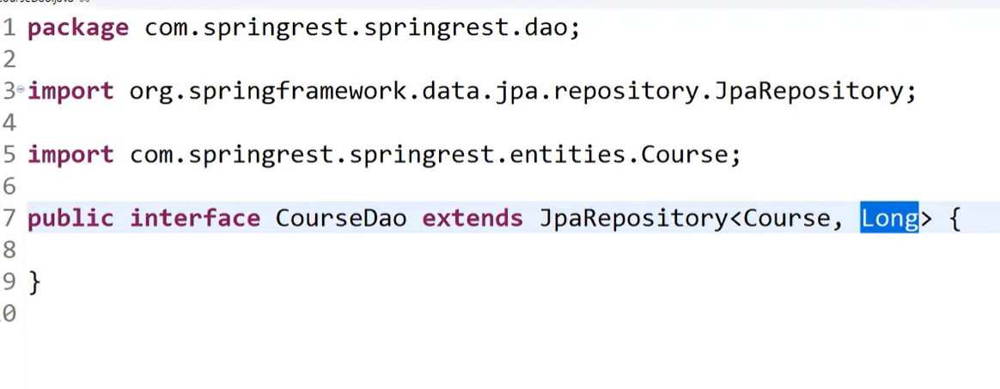 1 package com.springrest.springrest.dao;
2
3 import org.springframework.data.jpa.repository.JpaRepository;
4
5 import com.springrest.springrest.entities.Course;
6
7 public interface CourseDao extends JpaRepository<Course, Long> {
8
9 }
0